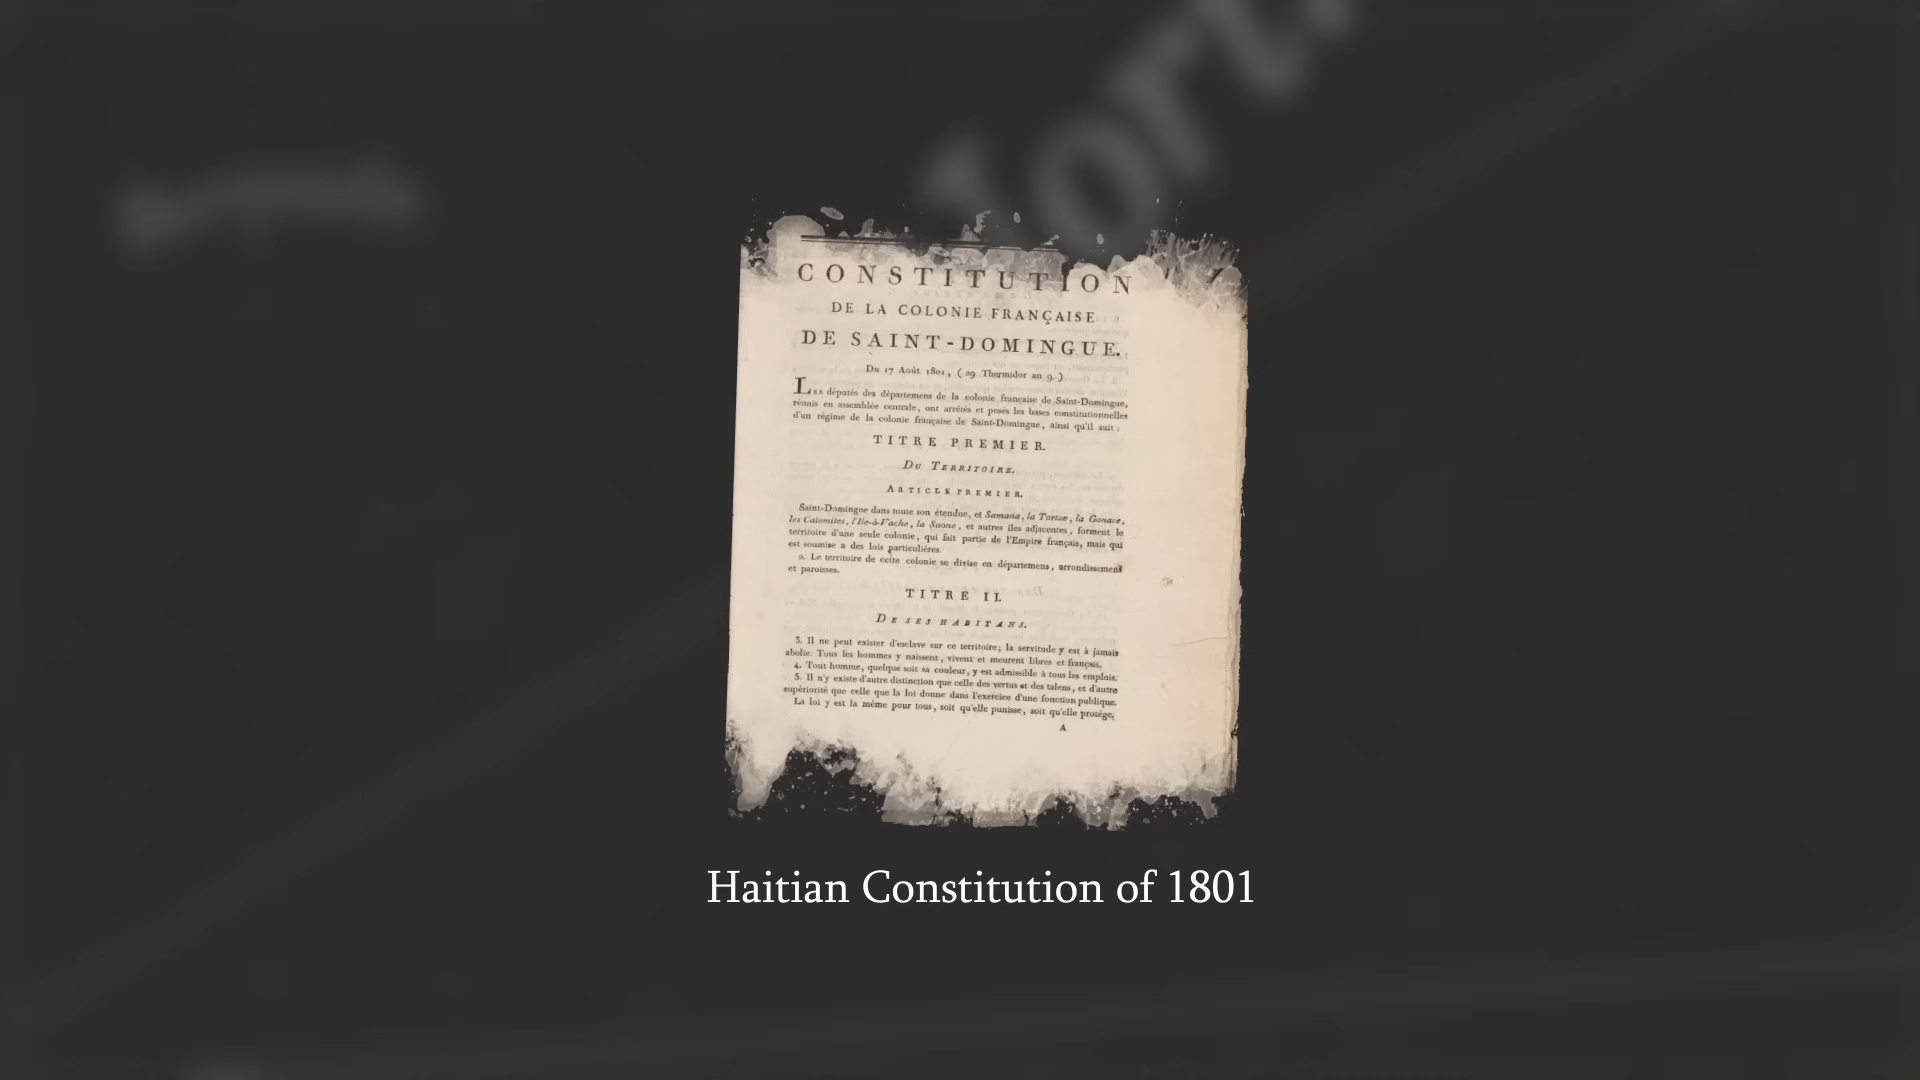 CONSTITUTION
DE LA COLONIE FRANÇAISE
DE SAINT-DOMINGUE.
Du 17 Août 1801, (29 Thermidor an 9.)
LES députés des départemens de la colonie française de Saint-Domingue,
réunis en assemblée centrale, ont arrêtés et posés les bases constitutionnelles
d'un régime de la colonie française de Saint-Domingue, ainsi qu'il suit :
TITRE PREMIER.
DU TERRITOIRE.
ARTICLE PREMIER.
Saint-Domingue dans toute son étendue, et Samana, la Tortue, la Gonave,
les Caïomites, l'Ile-à-Vache, la Saone, et autres îles adjacentes, forment le
territoire d'une seule colonie, qui fait partie de l'Empire français, mais qui
est soumise a des lois particulières.
2. Le territoire de cette colonie se divise en départemens, arrondissemens
et paroisses.
TITRE II.
DE SES HABITANS.
3. Il ne peut exister d'esclave sur ce territoire; la servitude y est à jamais
abolie. Tous les hommes y naissent, vivent et meurent libres et français.
4. Tout homme, quelque soit sa couleur, y est admissible à tous les emplois.
5. Il n'y existe d'autre distinction que celle des vertus et des talens, et d'autre
supériorité que celle que la loi donne dans l'exercice d'une fonction publique.
La loi y est la même pour tous, soit qu'elle punisse, soit qu'elle protége.
A
Haitian Constitution of 1801